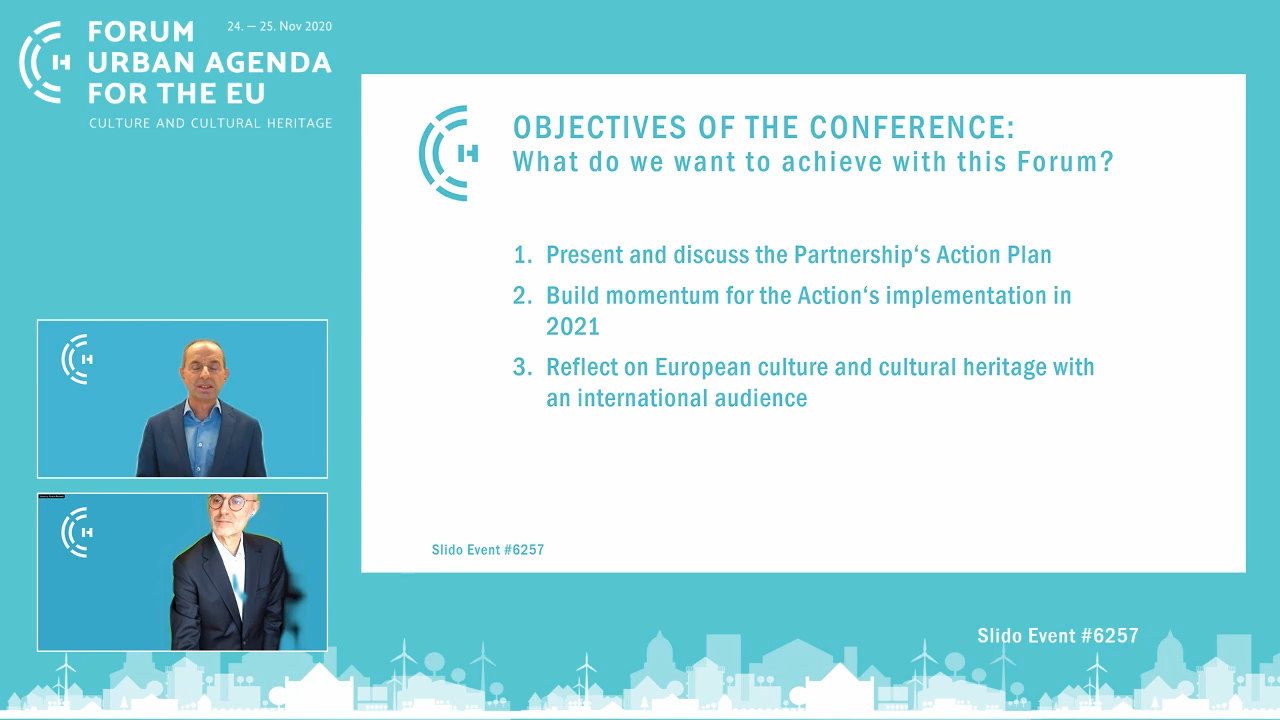 FORUM
24. – 25. Nov 2020
URBAN AGENDA
FOR THE EU
CULTURE AND CULTURAL HERITAGE
OBJECTIVES OF THE CONFERENCE:
What do we want to achieve with this Forum?
1. Present and discuss the Partnership‘s Action Plan
2. Build momentum for the Action‘s implementation in
2021
3. Reflect on European culture and cultural heritage with
an international audience
Slido Event #6257
Slido Event #6257